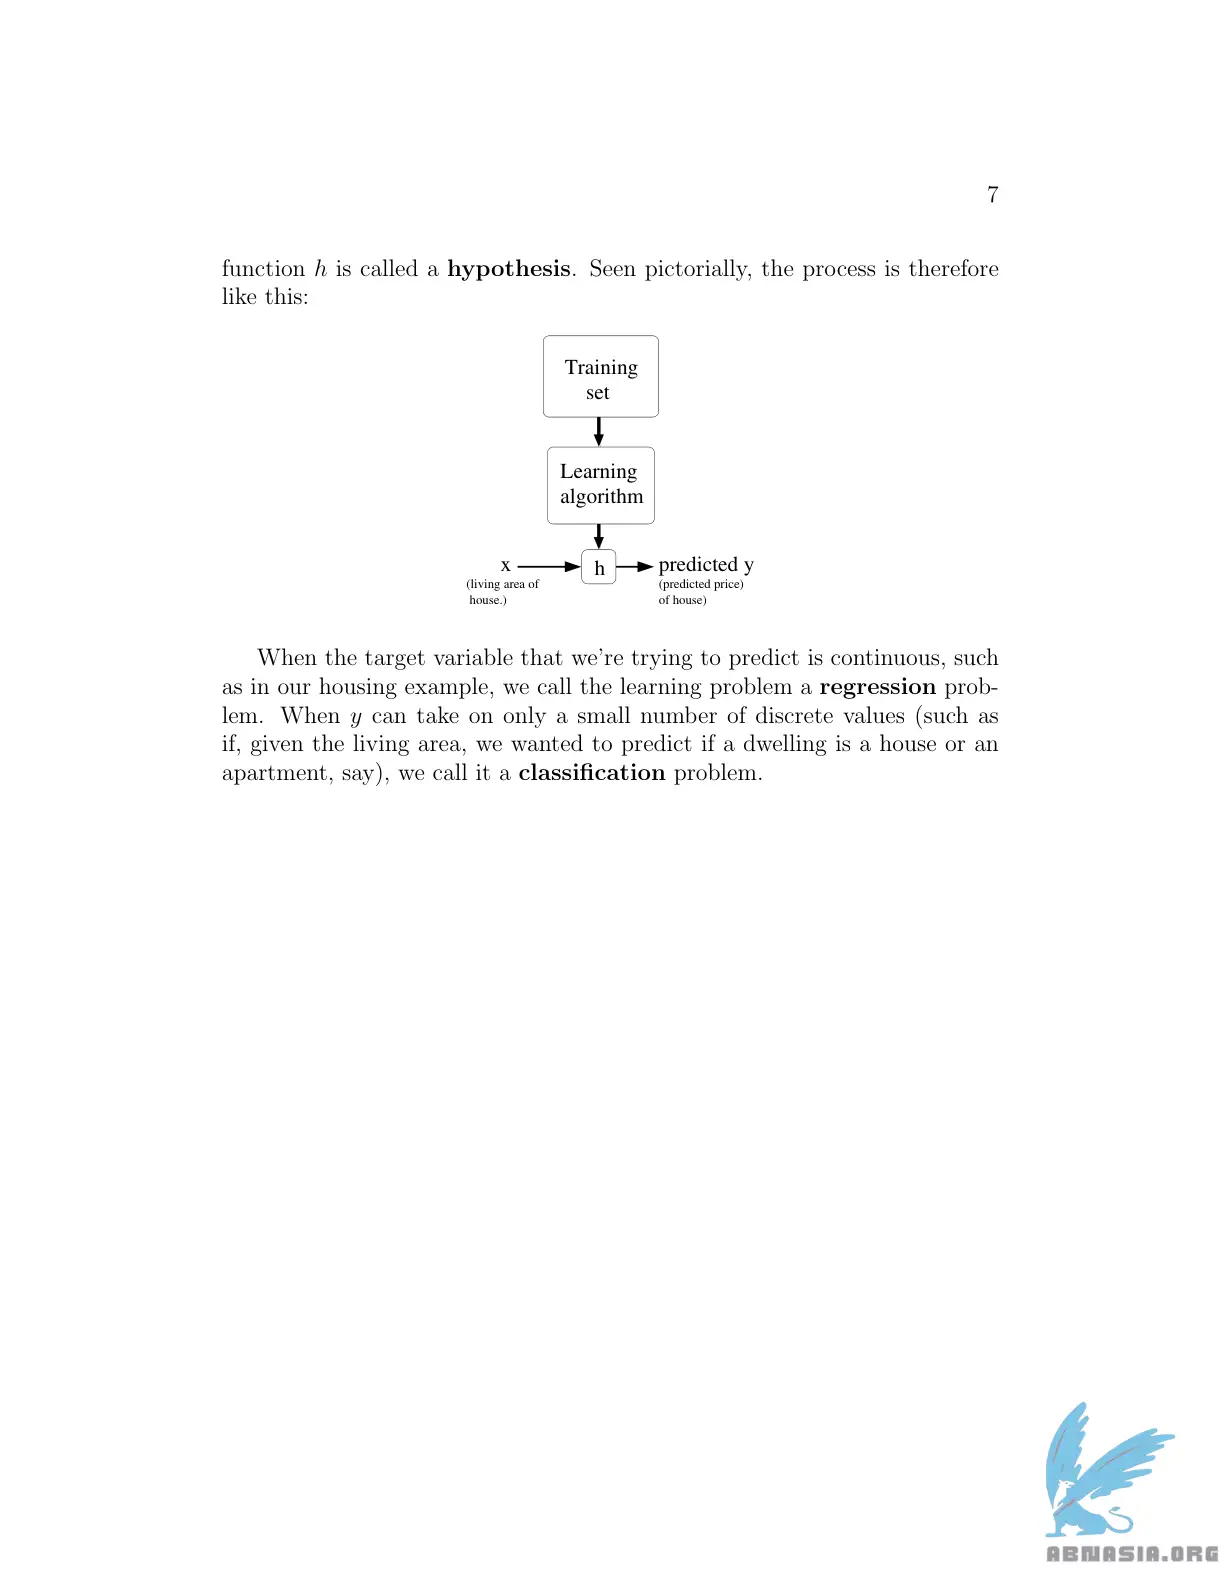 7
function h is called a hypothesis. Seen pictorially, the process is therefore
like this:
Training
set
Learning
algorithm
x
(living area of
house.)
h
predicted y
(predicted price)
of house)
When the target variable that we're trying to predict is continuous, such
as in our housing example, we call the learning problem a regression prob-
lem. When y can take on only a small number of discrete values (such as
if, given the living area, we wanted to predict if a dwelling is a house or an
apartment, say), we call it a classification problem.
ABNASIA.ORG